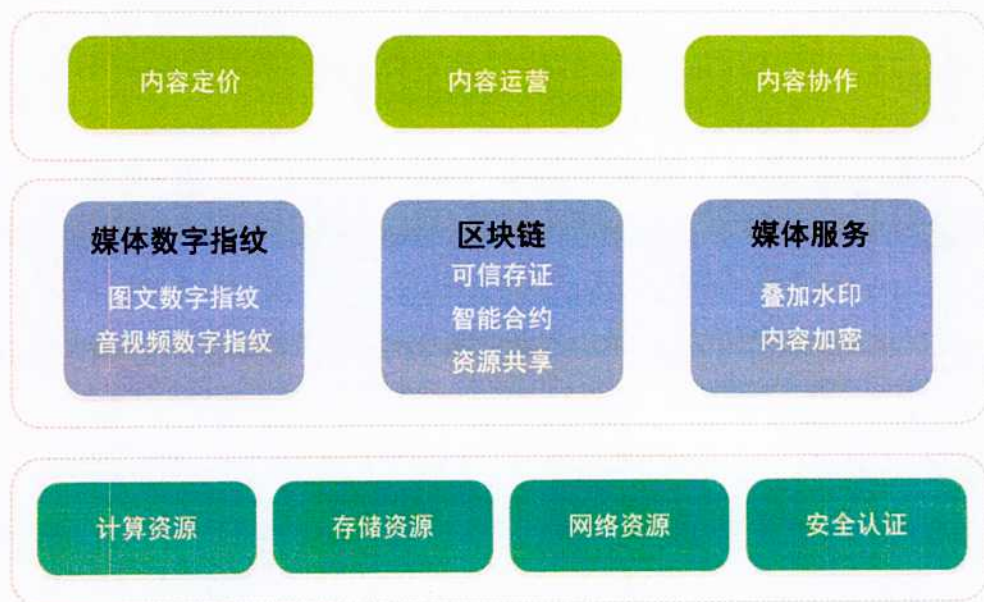 内容定价
内容运营
内容协作
媒体数字指纹
图文数字指纹
音视频数字指纹
区块链
可信存证
智能合约
资源共享
媒体服务
叠加水印
内容加密
计算资源
存储资源
网络资源
安全认证